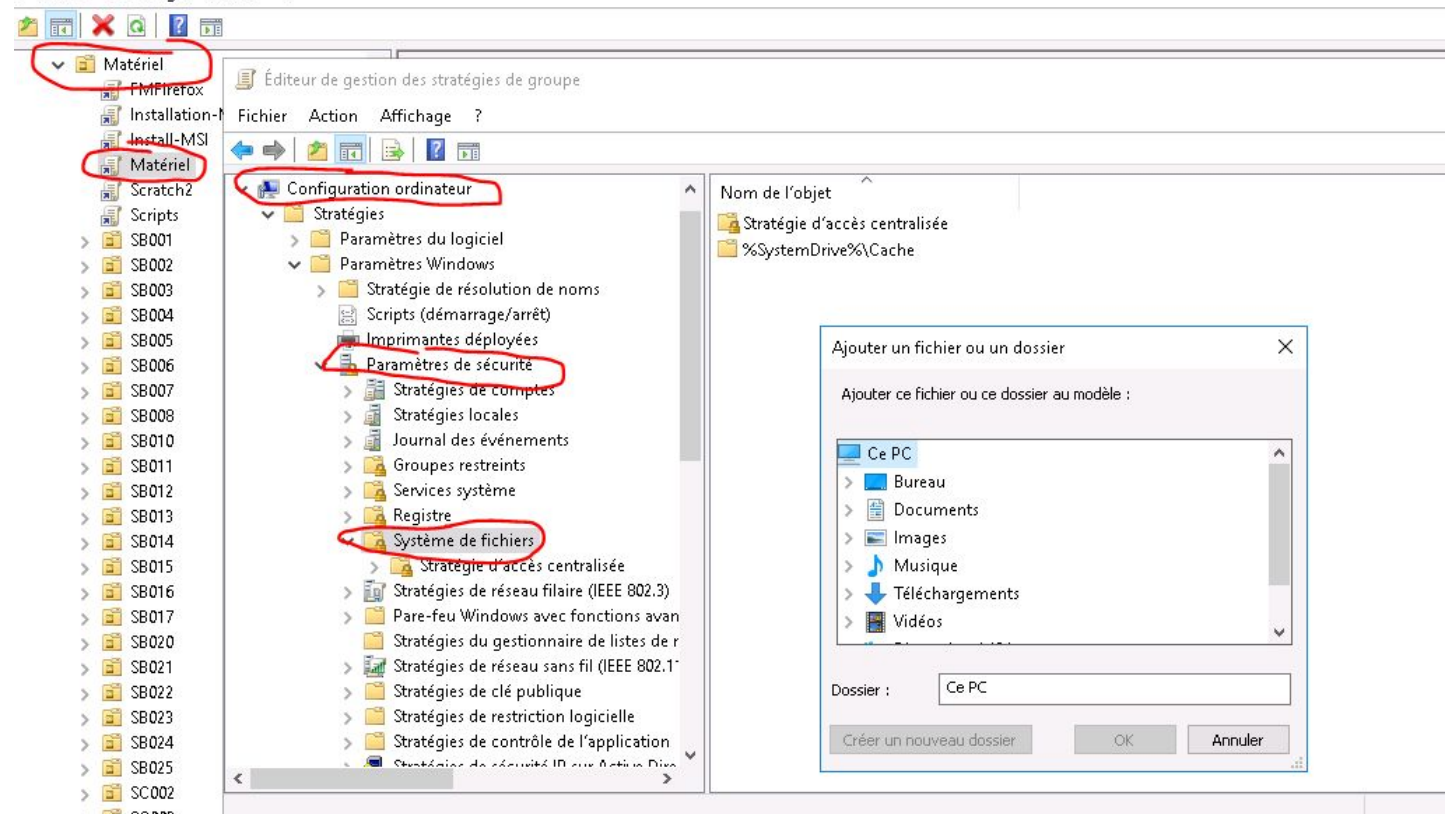 Matériel
FMFirefox
Installation-
Install-MSI
Matériel
Scratch2
Scripts
SB001
SB002
SB003
SB004
SB005
SB006
SB007
SB008
SB010
SB011
SB012
SB013
SB014
SB015
SB016
SB017
SB020
SB021
SB022
SB023
SB024
SB025
SC002
Éditeur de gestion des stratégies de groupe
Fichier Action Affichage ?
Configuration ordinateur
Stratégies
Paramètres du logiciel
Paramètres Windows
Stratégie de résolution de noms
Scripts (démarrage/arrêt)
Imprimantes déployées
Paramètres de sécurité
Stratégies de comptes
Stratégies locales
Journal des événements
Groupes restreints
Services système
Registre
Système de fichiers
Stratégie d'accès centralisée
Stratégies de réseau filaire (IEEE 802.3)
Pare-feu Windows avec fonctions avan
Stratégies du gestionnaire de listes de r
Stratégies de réseau sans fil (IEEE 802.1
Stratégies de clé publique
Stratégies de restriction logicielle
Stratégies de contrôle de l'application
Stratégies de sécurité IP sur Active Dire
Nom de l'objet
Stratégie d'accès centralisée
%SystemDrive%\Cache
Ajouter un fichier ou un dossier
Ajouter ce fichier ou ce dossier au modèle :
Ce PC
Bureau
Documents
Images
Musique
Téléchargements
Vidéos
Dossier : Ce PC
Créer un nouveau dossier OK Annuler